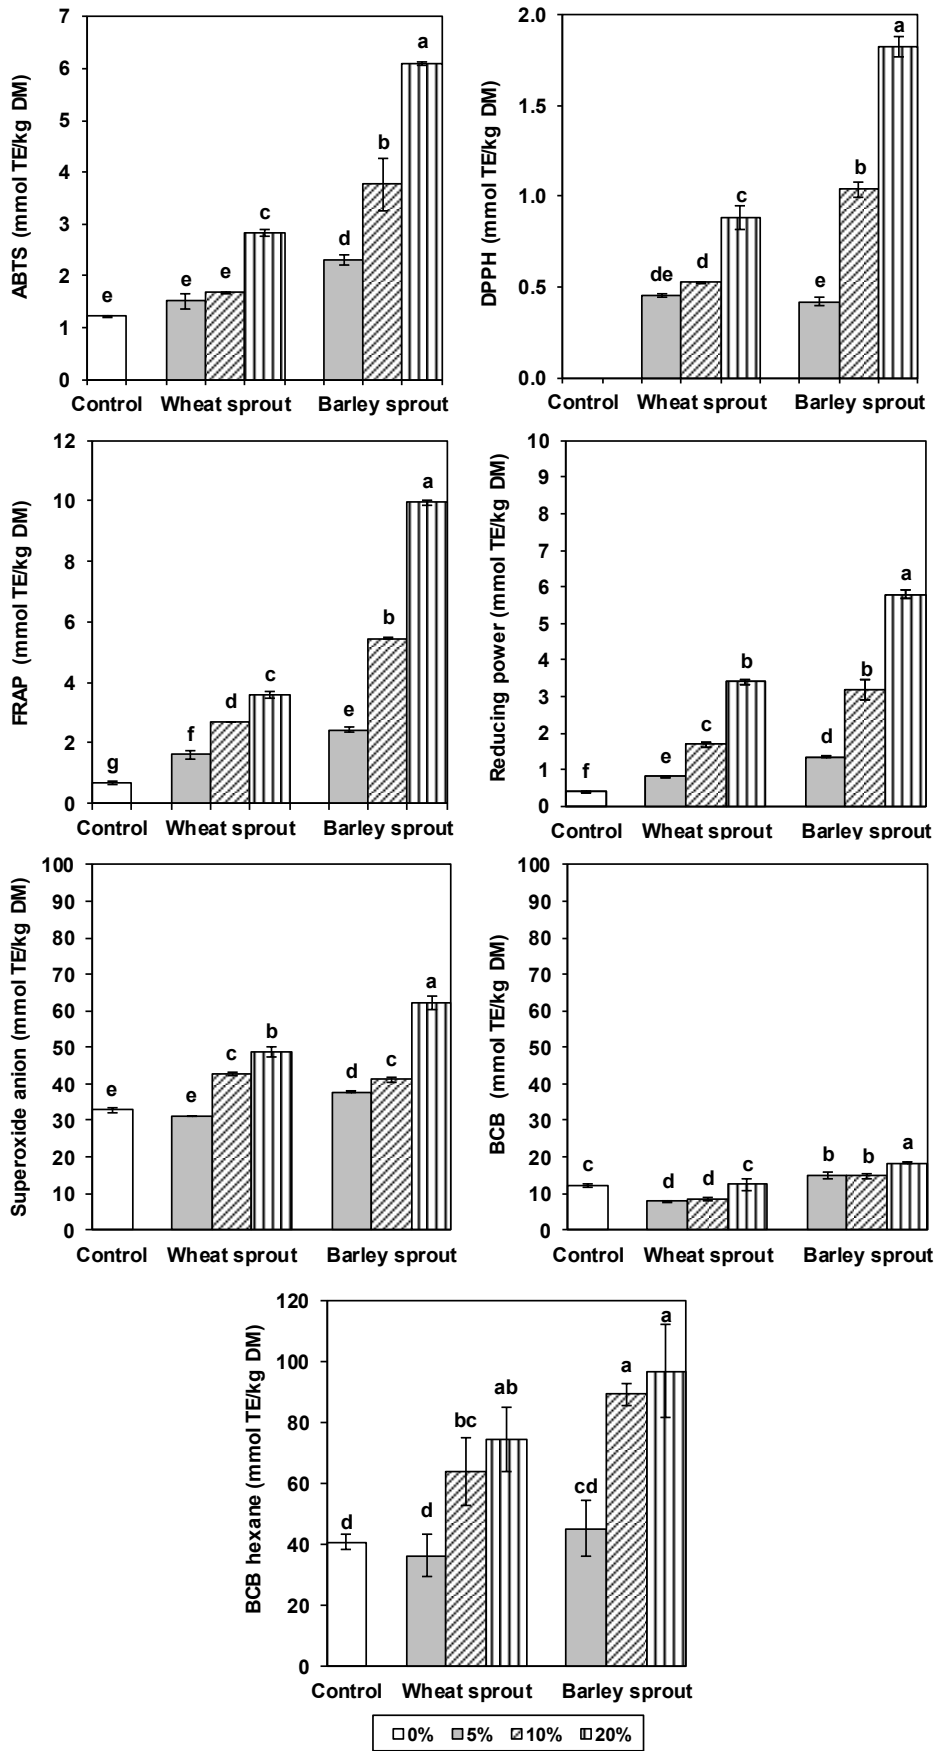 7
6
5
4
3
2
1
0
ABTS (mmol TE/kg DM)
e
e
e
c
d
b
a
Control Wheat sprout Barley sprout
2.0
1.5
1.0
0.5
0.0
DPPH (mmol TE/kg DM)
de
d
c
e
b
a
Control Wheat sprout Barley sprout
12
10
8
6
4
2
0
FRAP (mmol TE/kg DM)
g
f
d
c
e
b
a
Control Wheat sprout Barley sprout
10
9
8
7
6
5
4
3
2
1
0
Reducing power (mmol TE/kg DM)
f
e
c
b
d
b
a
Control Wheat sprout Barley sprout
100
90
80
70
60
50
40
30
20
10
0
Superoxide anion (mmol TE/kg DM)
e
e
c
b
d
c
a
Control Wheat sprout Barley sprout
100
90
80
70
60
50
40
30
20
10
0
BCB (mmol TE/kg DM)
c
d
d
c
b
b
a
Control Wheat sprout Barley sprout
120
100
80
60
40
20
0
BCB hexane (mmol TE/kg DM)
d
d
bc
ab
cd
a
a
Control Wheat sprout Barley sprout
0% 5% 10% 20%